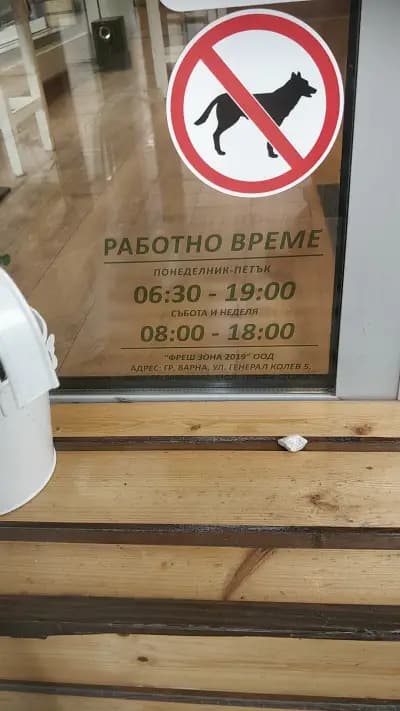 РАБОТНО ВРЕМЕ
ПОНЕДЕЛНИК-ПЕТЪК
06:30 - 19:00
СЪБОТА И НЕДЕЛЯ
08:00 - 18:00
"ФРЕШ ЗОНА 2019" ООД
АДРЕС: ГР. ВАРНА, УЛ. ГЕНЕРАЛ КОЛЕВ 5,